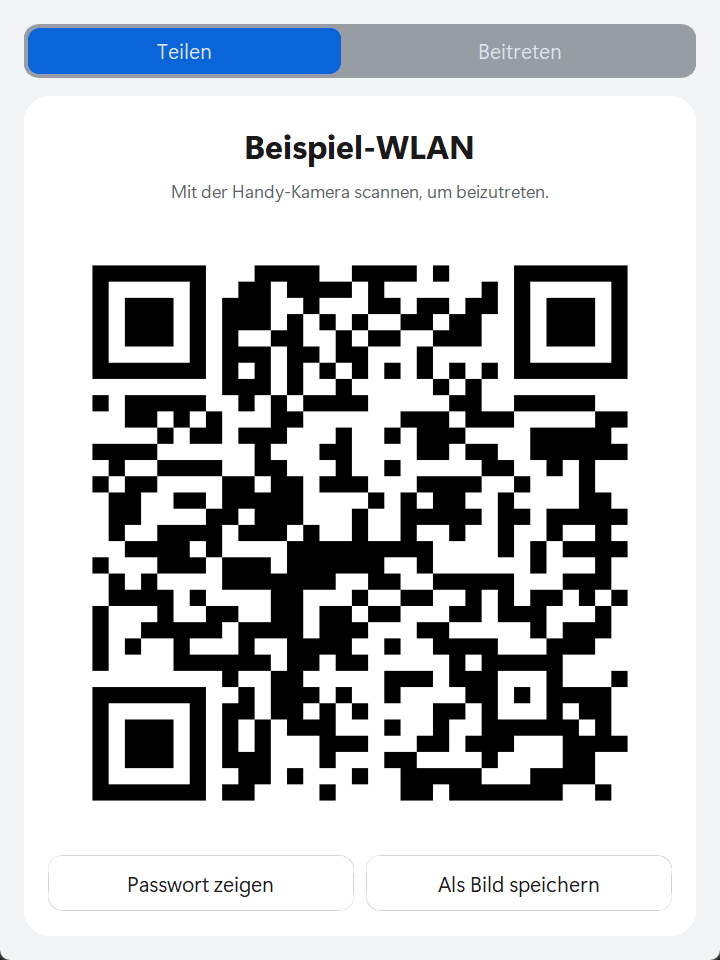 Teilen
Beitreten
Beispiel-WLAN
Mit der Handy-Kamera scannen, um beizutreten.
Passwort zeigen
Als Bild speichern